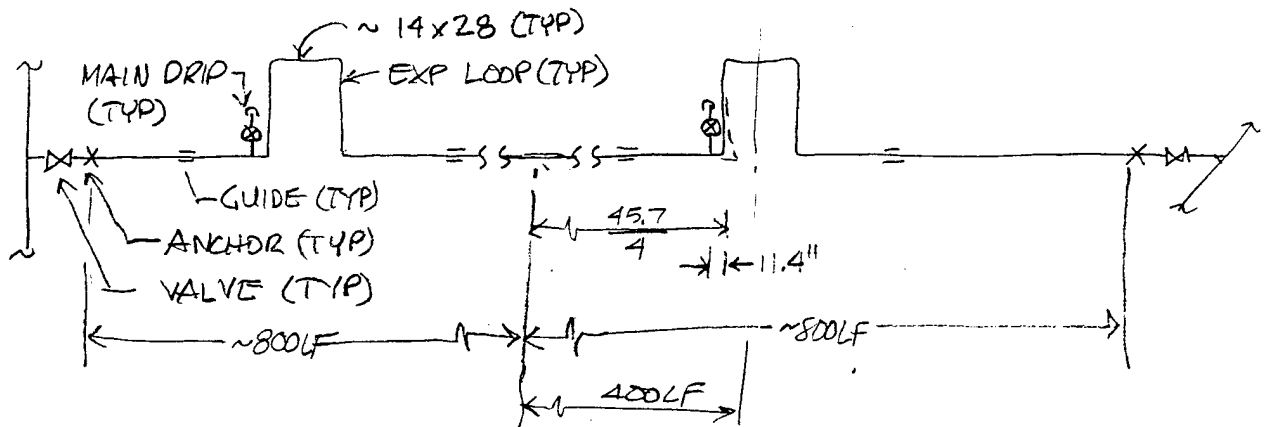 ~ 14x28 (TYP)
MAIN DRIP
(TYP)
EXP LOOP (TYP)
GUIDE (TYP)
ANCHOR (TYP)
VALVE (TYP)
45.7
4
11.4"
~800LF
~800LF
400LF